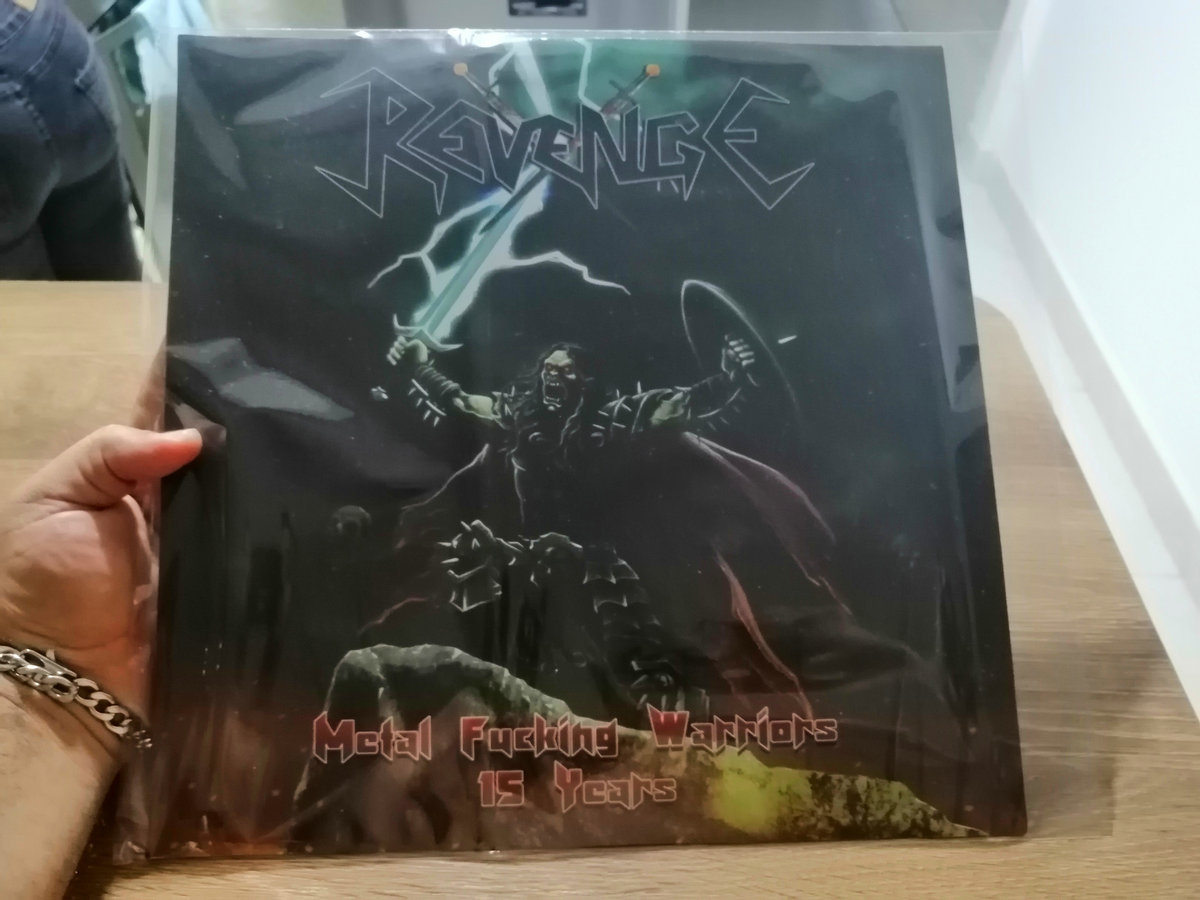 REVENGE
Metal Fucking Warriors
15 Years